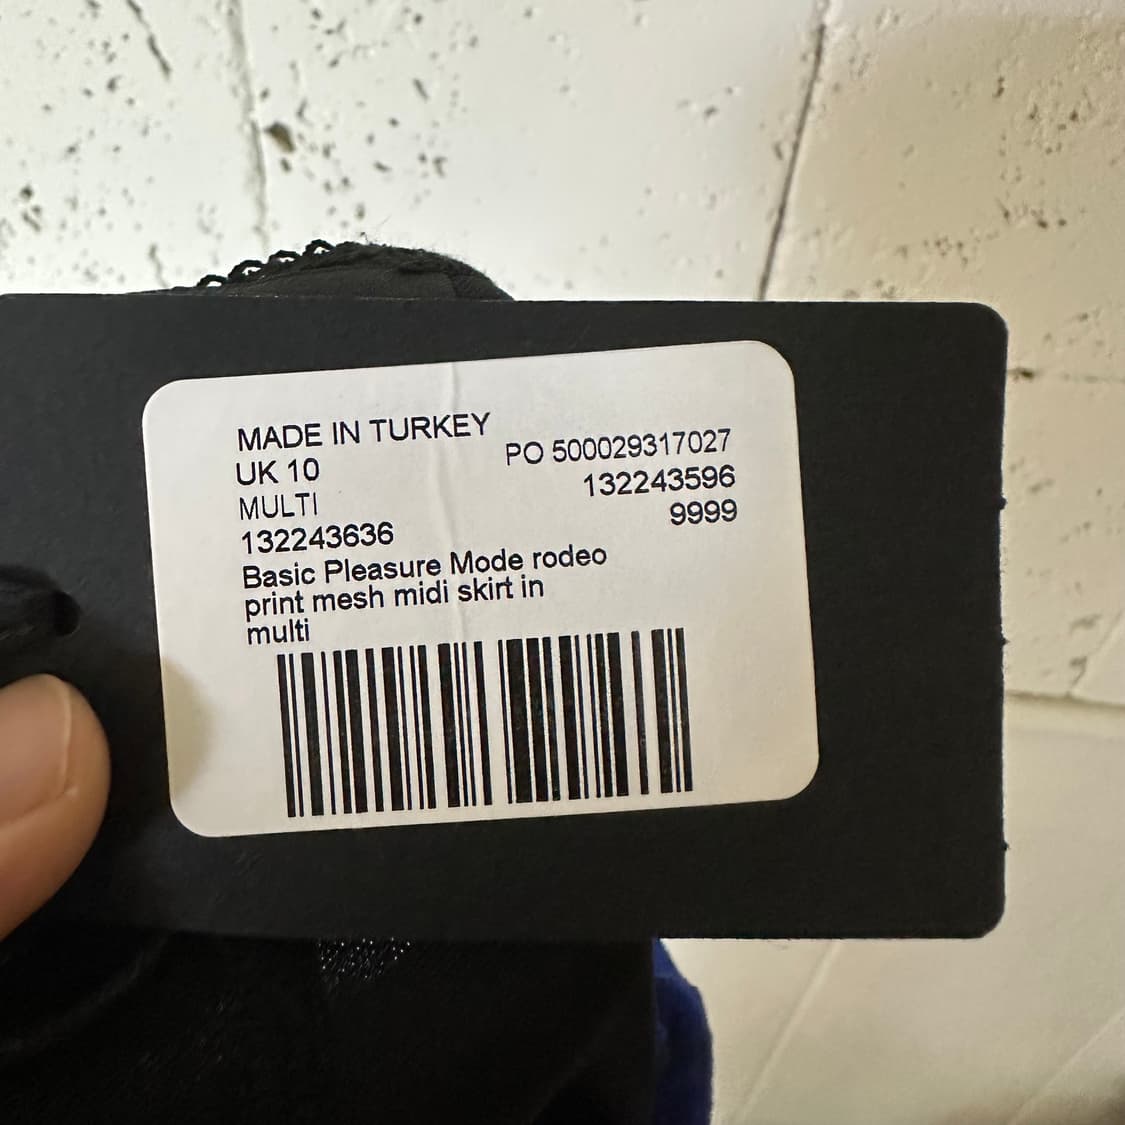 MADE IN TURKEY
UK 10
PO 500029317027
MULTI
132243596
132243636
9999
Basic Pleasure Mode rodeo
print mesh midi skirt in
multi